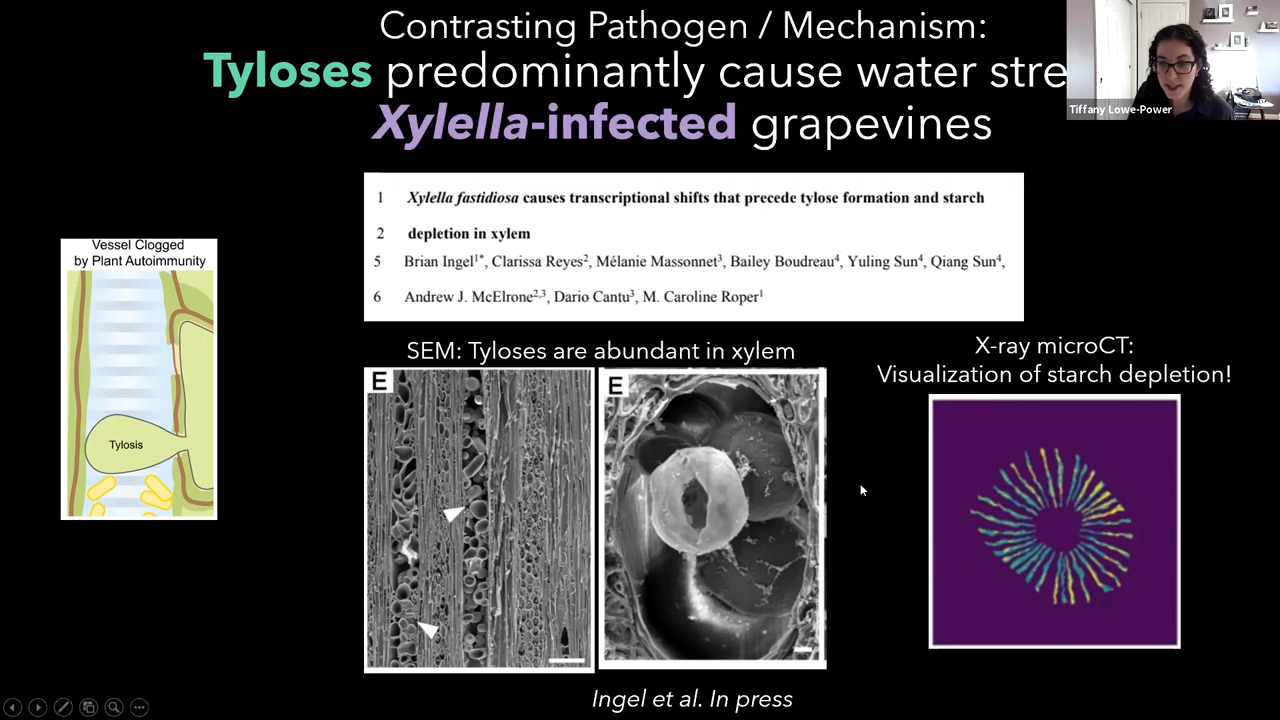 Contrasting Pathogen / Mechanism:
Tyloses predominantly cause water stre
Xylella-infected grapevines
Tiffany Lowe-Power
1 Xylella fastidiosa causes transcriptional shifts that precede tylose formation and starch
2 depletion in xylem
5 Brian Ingel1*, Clarissa Reyes2, Mélanie Massonnet3, Bailey Boudreau4, Yuling Sun4, Qiang Sun4,
6 Andrew J. McElrone2,3, Dario Cantu3, M. Caroline Roper1
Vessel Clogged
by Plant Autoimmunity
Tylosis
SEM: Tyloses are abundant in xylem
E
E
X-ray microCT:
Visualization of starch depletion!
Ingel et al. In press